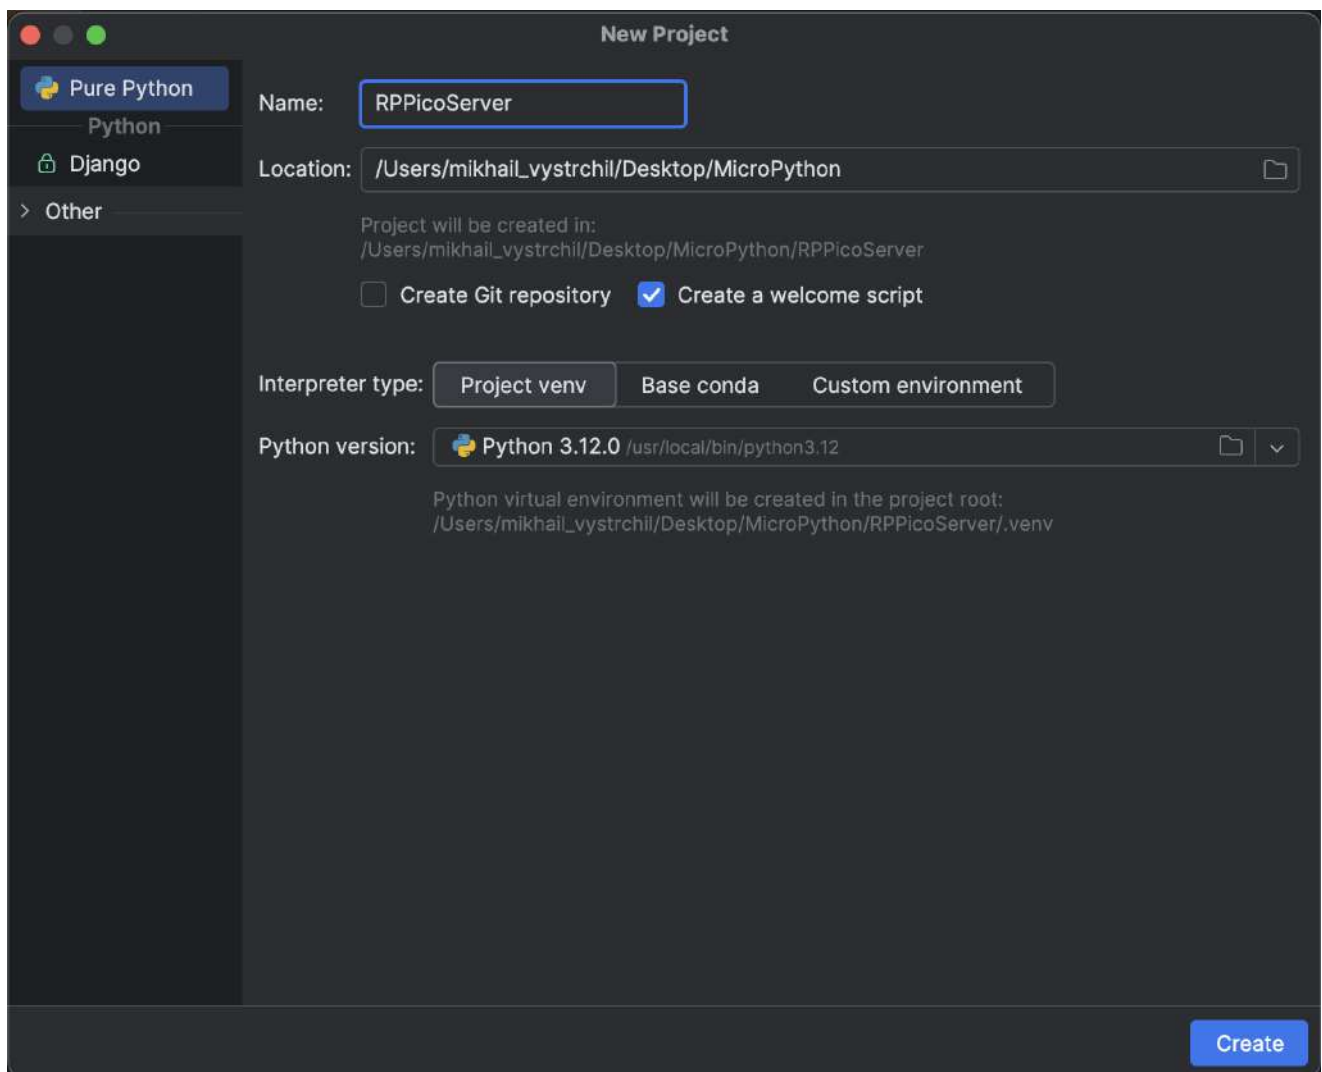 New Project
Pure Python
Python
Django
Other
Name: RPPicoServer
Location: /Users/mikhail_vystrchil/Desktop/MicroPython
Project will be created in:
/Users/mikhail_vystrchil/Desktop/MicroPython/RPPicoServer
Create Git repository Create a welcome script
Interpreter type: Project venv Base conda Custom environment
Python version: Python 3.12.0 /usr/local/bin/python3.12
Python virtual environment will be created in the project root:
/Users/mikhail_vystrchil/Desktop/MicroPython/RPPicoServer/.venv
Create